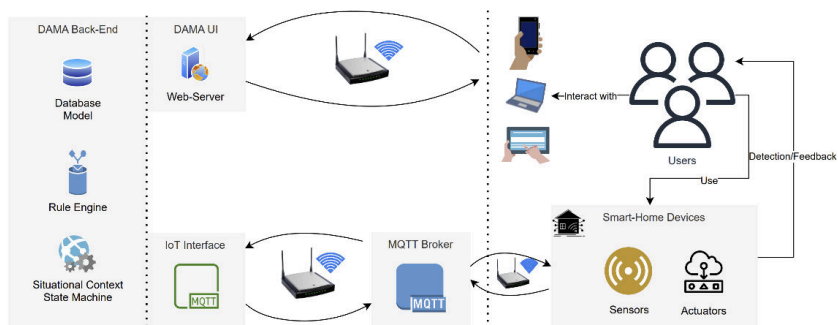 DAMA Back-End
Database
Model
Rule Engine
Situational Context
State Machine
DAMA UI
Web-Server
IoT Interface
MQTT
MQTT Broker
MQTT
Interact with
Users
Detection/Feedback
Use
Smart-Home Devices
Sensors
Actuators